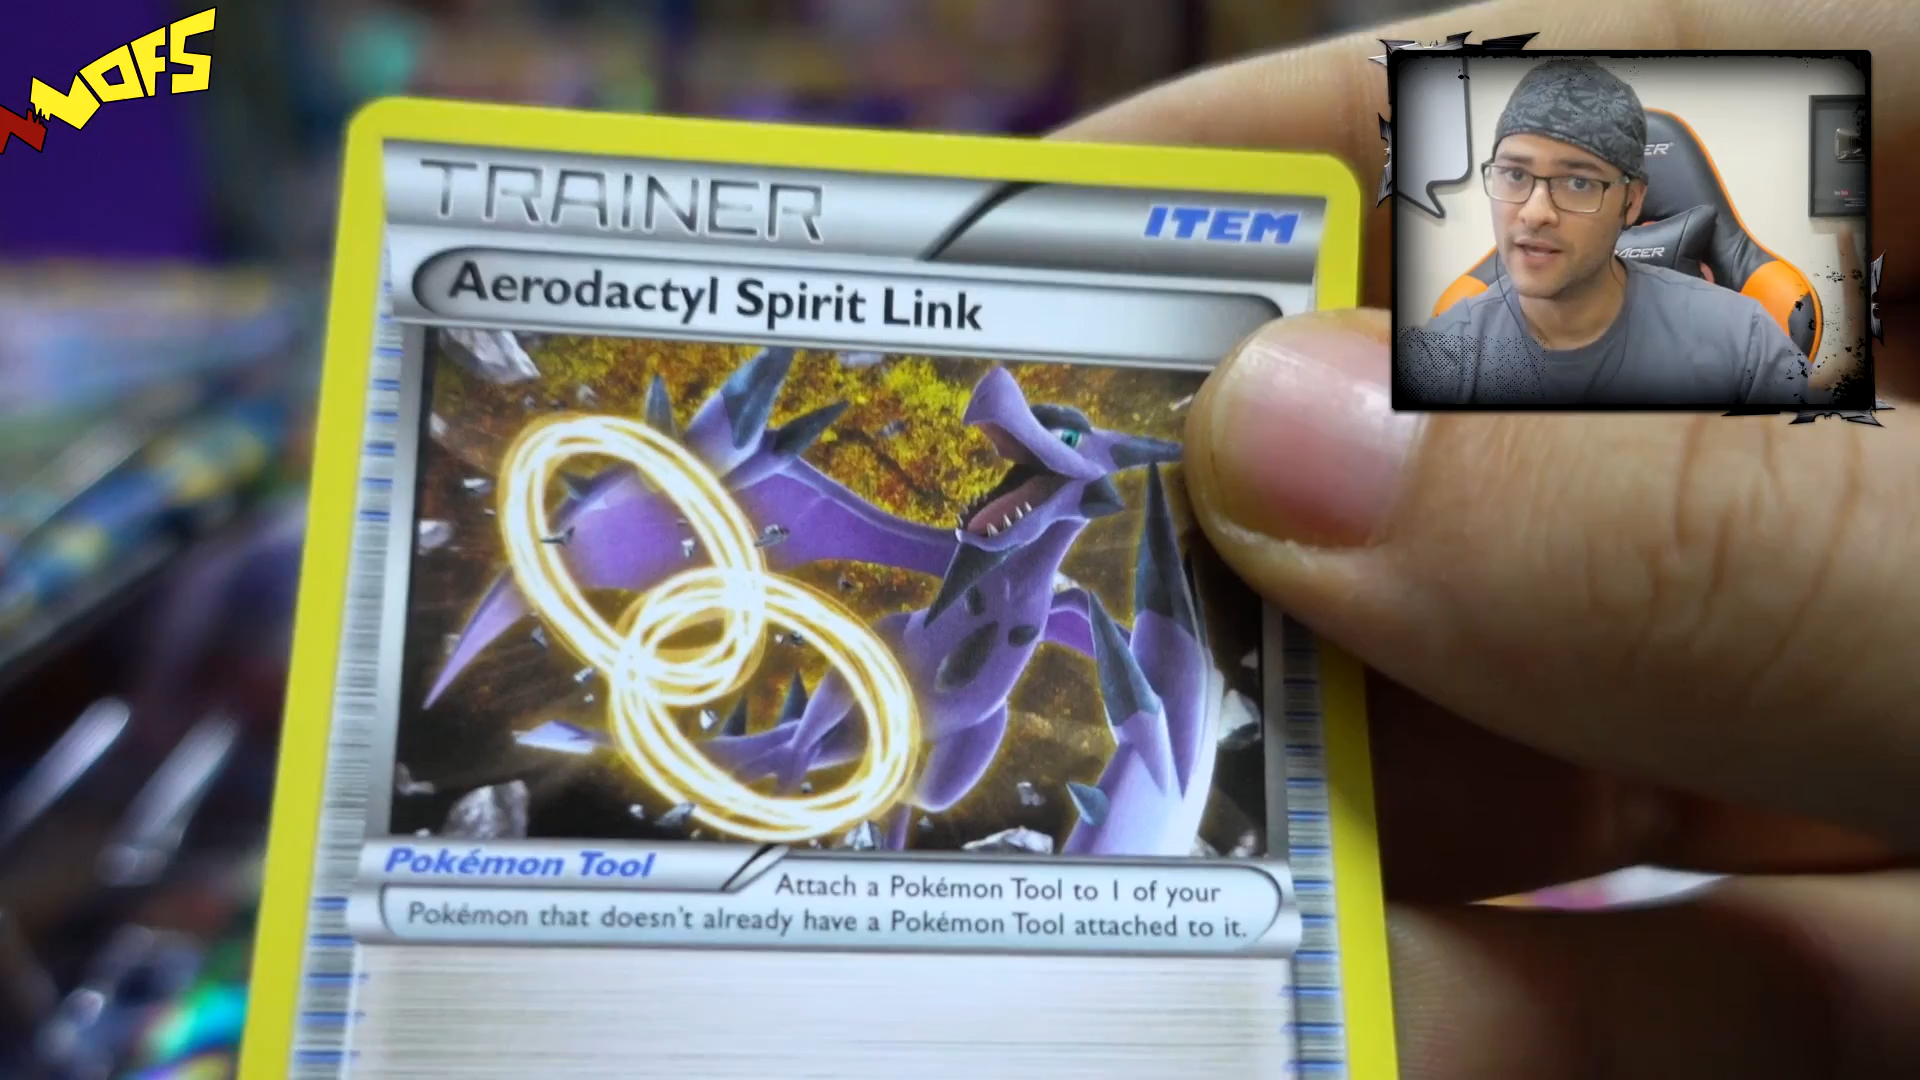 NOFS
TRAINER
ITEM
Aerodactyl Spirit Link
Pokémon Tool
Attach a Pokémon Tool to 1 of your
Pokémon that doesn't already have a Pokémon Tool attached to it.